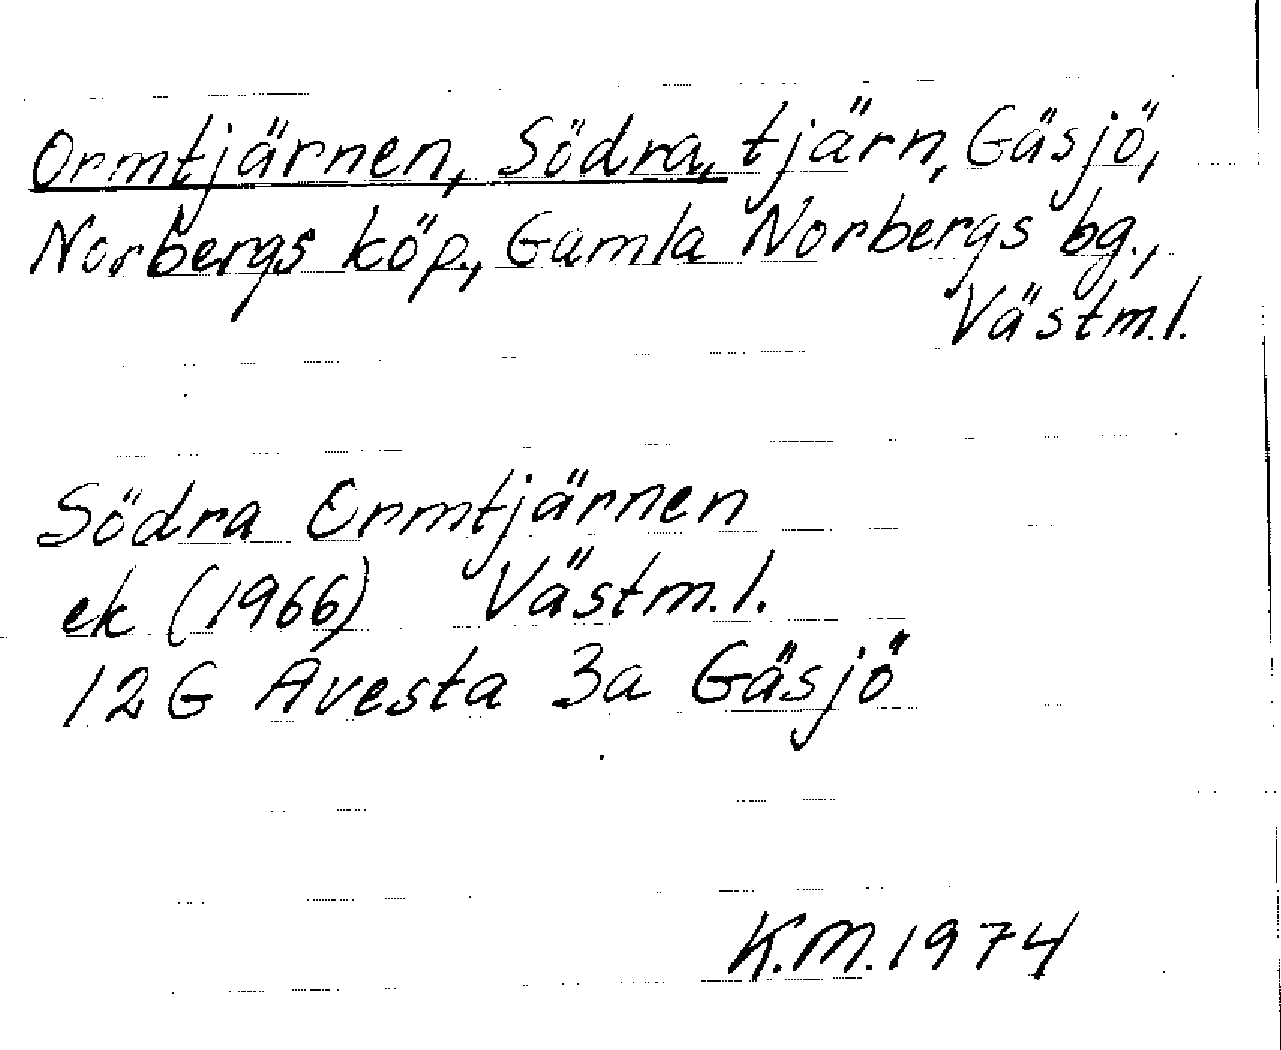 Ormtjärnen, Södra, tjärn, Gäsjö,
Norbergs köp., Gamla Norbergs bg.,
Västm.l.
Södra Ormtjärnen
ek (1966) Västm.l.
12G Avesta 3a Gäsjö
K.M. 1974